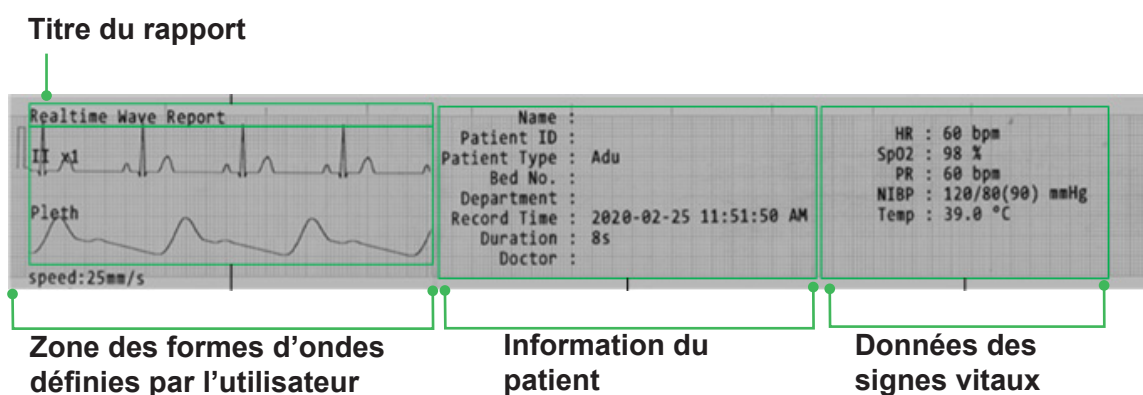 Titre du rapport
Realtime Wave Report
II x1
Pleth
speed:25mm/s
Name :
Patient ID :
Patient Type : Adu
Bed No. :
Department :
Record Time : 2020-02-25 11:51:50 AM
Duration : 8s
Doctor :
HR : 60 bpm
SpO2 : 98 %
PR : 60 bpm
NIBP : 120/80(90) mmHg
Temp : 39.0 °C
Zone des formes d’ondes
définies par l’utilisateur
Information du
patient
Données des
signes vitaux